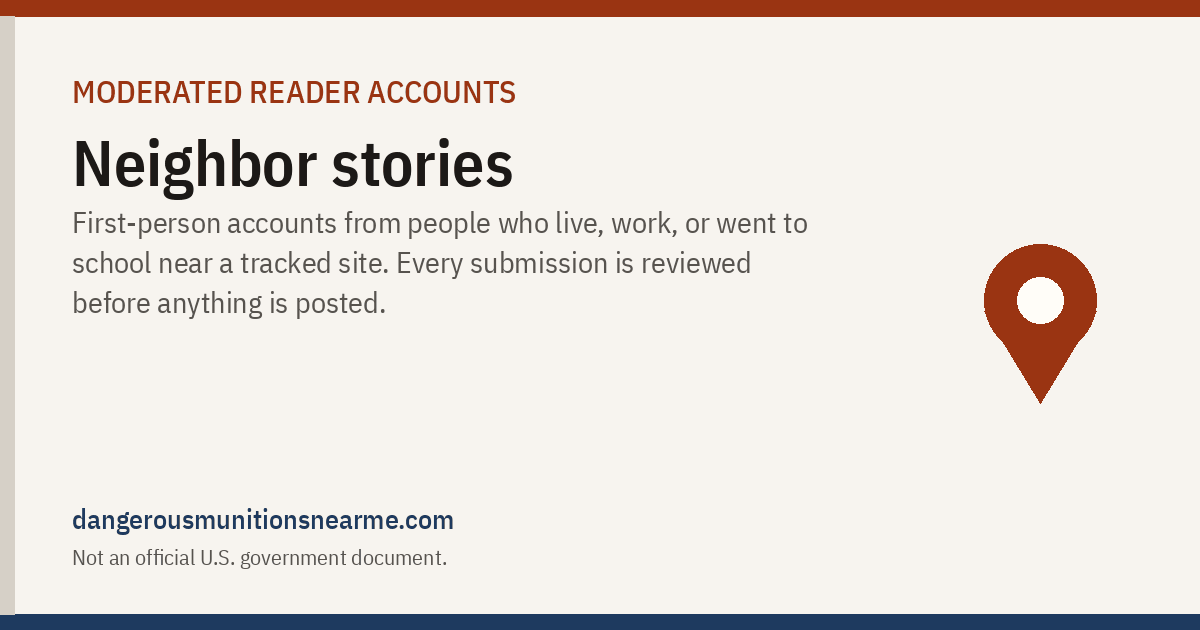 MODERATED READER ACCOUNTS
Neighbor stories
First-person accounts from people who live, work, or went to
school near a tracked site. Every submission is reviewed
before anything is posted.
dangerousmunitionsnearme.com
Not an official U.S. government document.